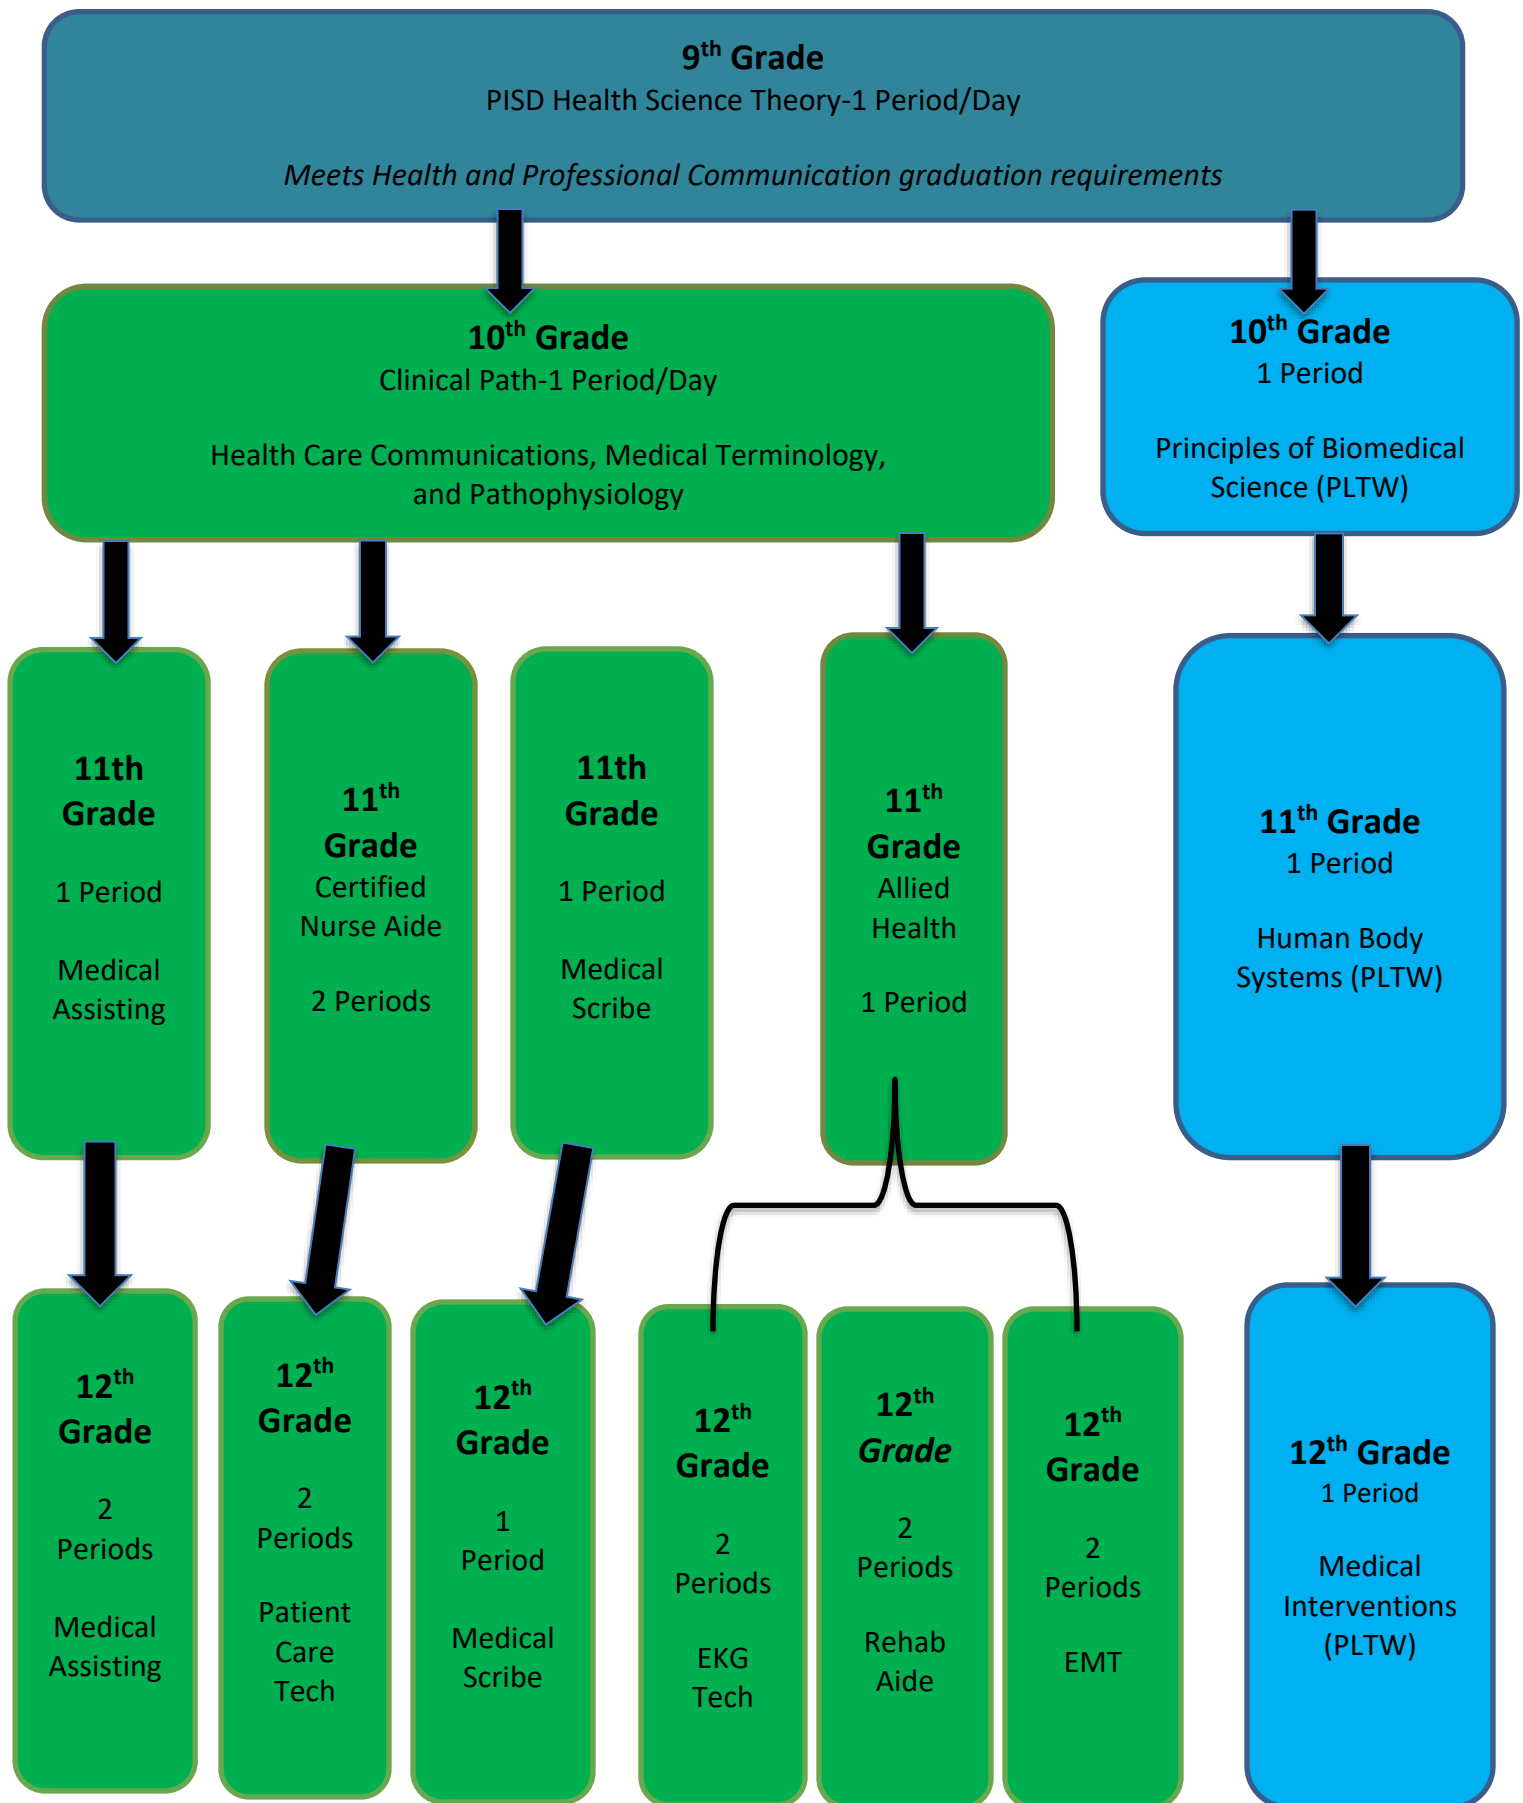 9th Grade
PISD Health Science Theory-1 Period/Day
Meets Health and Professional Communication graduation requirements
10th Grade
Clinical Path-1 Period/Day
Health Care Communications, Medical Terminology,
and Pathophysiology
10th Grade
1 Period
Principles of Biomedical
Science (PLTW)
11th
Grade
1 Period
Medical
Assisting
11th
Grade
Certified
Nurse Aide
2 Periods
11th
Grade
1 Period
Medical
Scribe
11th
Grade
Allied
Health
1 Period
11th Grade
1 Period
Human Body
Systems (PLTW)
12th
Grade
2
Periods
Medical
Assisting
12th
Grade
2
Periods
Patient
Care
Tech
12th
Grade
1
Period
Medical
Scribe
12th
Grade
2
Periods
EKG
Tech
12th
Grade
2
Periods
Rehab
Aide
12th
Grade
2
Periods
EMT
12th Grade
1 Period
Medical
Interventions
(PLTW)